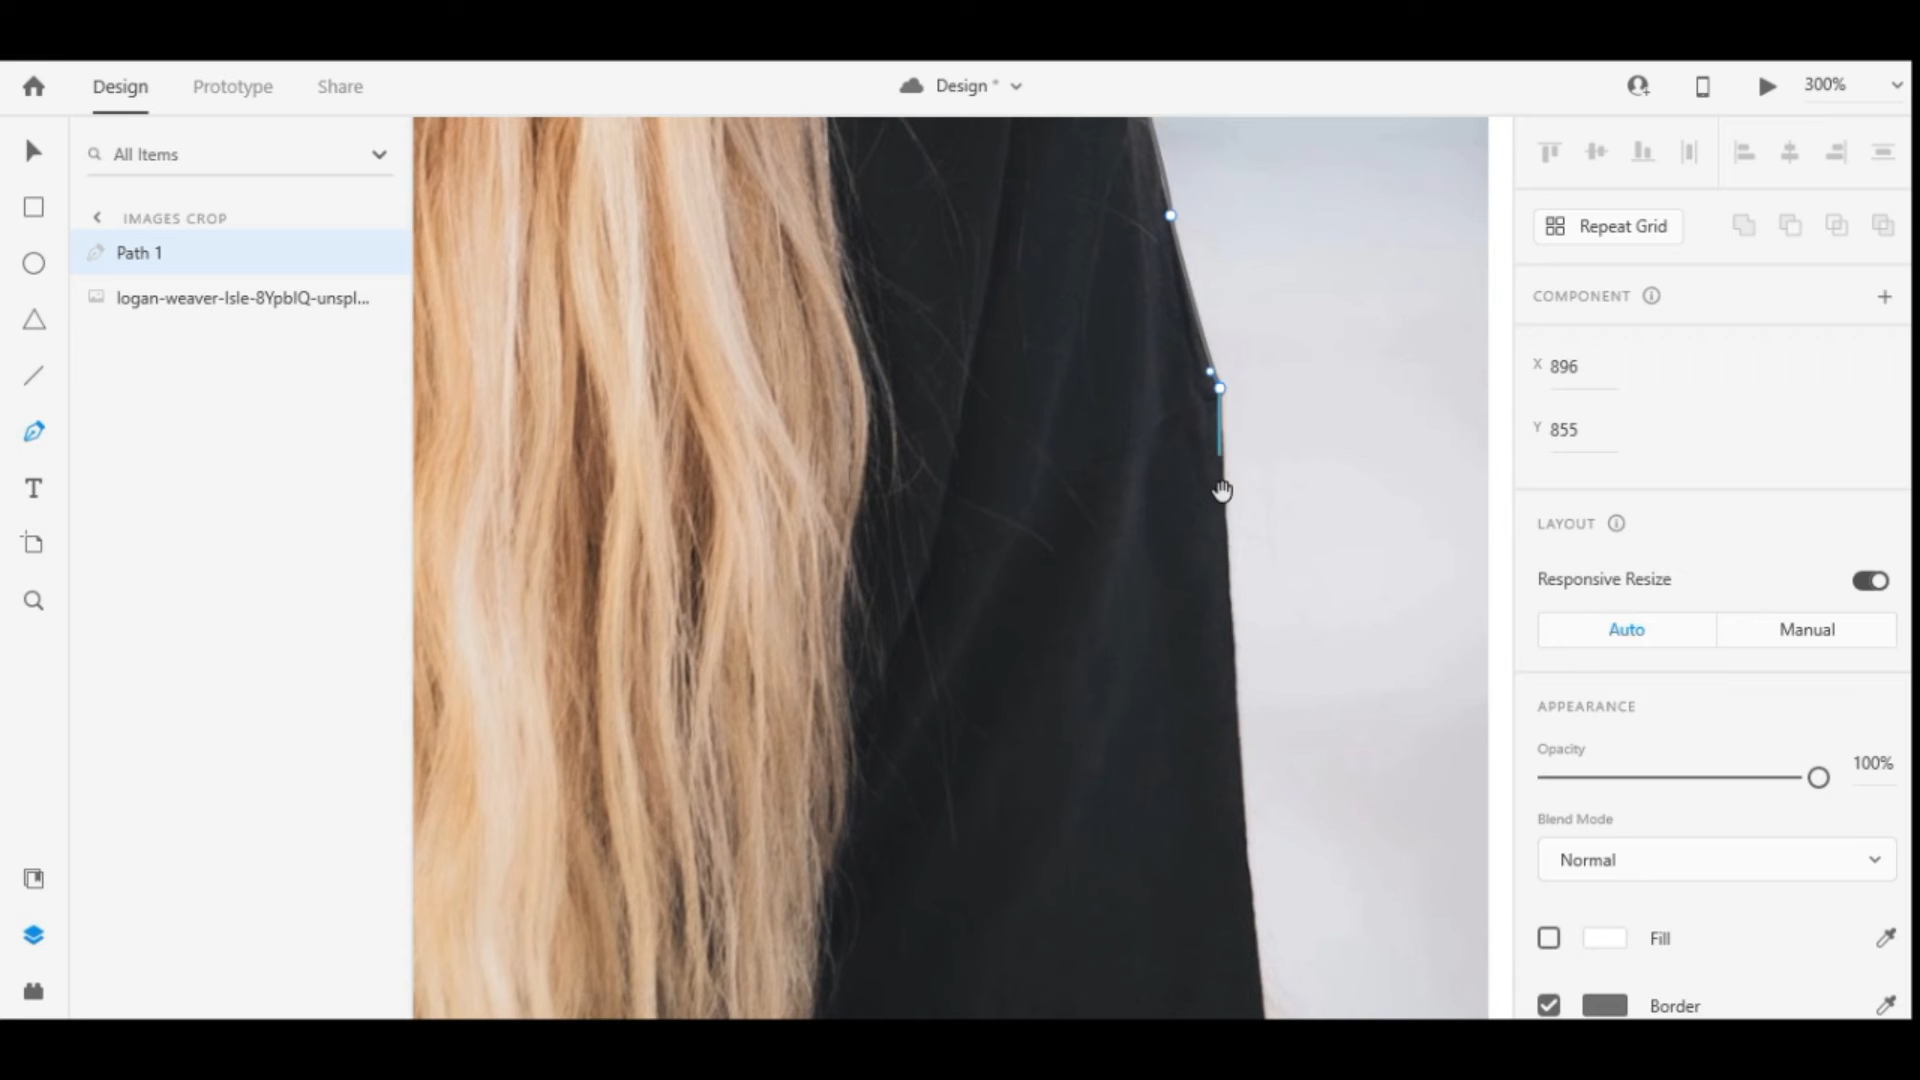 Design Prototype Share Design * 300%
All Items
IMAGES CROP
Path 1
logan-weaver-Isle-8YpbIQ-unspl...
T
Repeat Grid
COMPONENT
X 896
Y 855
LAYOUT
Responsive Resize
Auto Manual
APPEARANCE
Opacity
100%
Blend Mode
Normal
Fill
Border